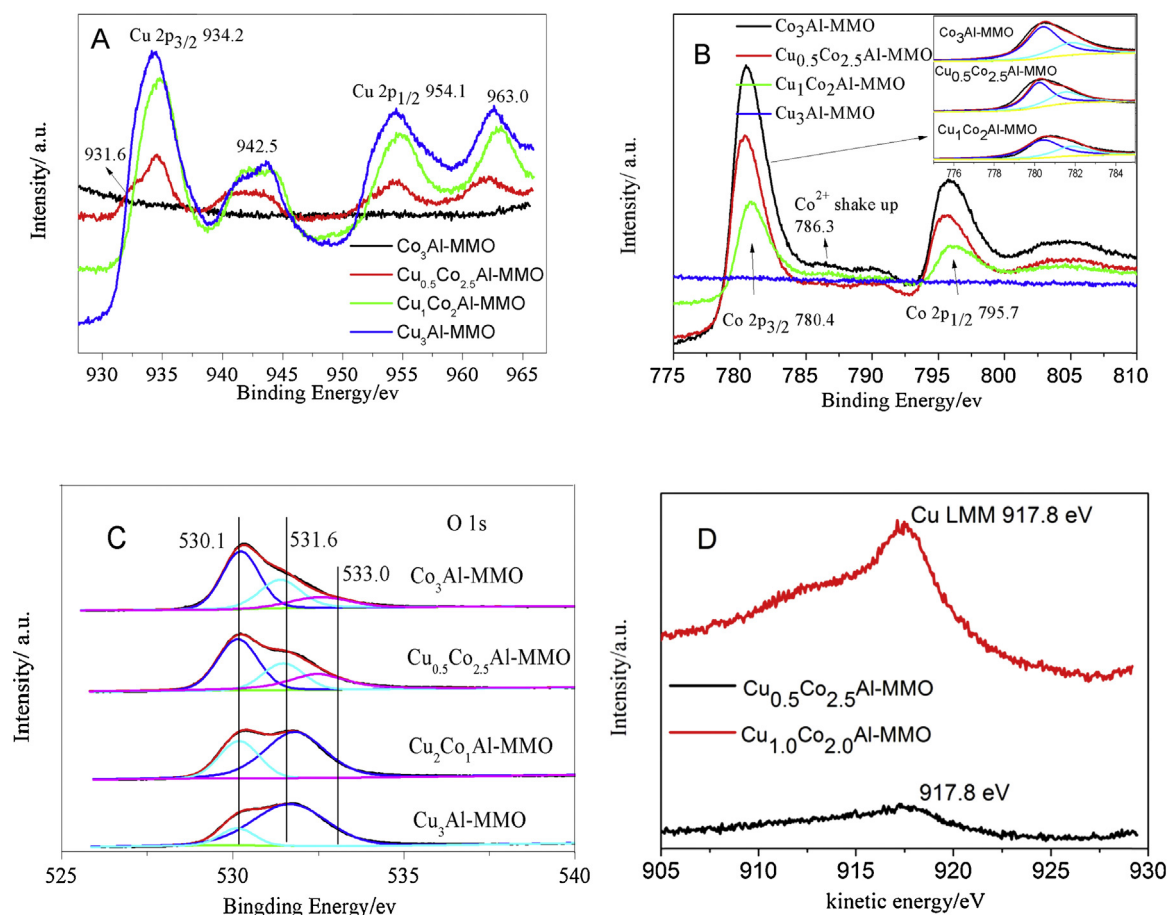 A
Cu 2p3/2 934.2
931.6
942.5
Cu 2p1/2 954.1
963.0
Co3Al-MMO
Cu0.5Co2.5Al-MMO
Cu1Co2Al-MMO
Cu3Al-MMO
Intensity/ a.u.
930 935 940 945 950 955 960 965
Binding Energy/ev
B
Co3Al-MMO
Cu0.5Co2.5Al-MMO
Cu1Co2Al-MMO
Cu3Al-MMO
Co3Al-MMO
Cu0.5Co2.5Al-MMO
Cu1Co2Al-MMO
776 778 780 782 784
Co2+ shake up
786.3
Co 2p3/2 780.4
Co 2p1/2 795.7
Intensity/ a.u.
775 780 785 790 795 800 805 810
Binding Energy/ev
C
O 1s
530.1
531.6
533.0
Co3Al-MMO
Cu0.5Co2.5Al-MMO
Cu2Co1Al-MMO
Cu3Al-MMO
Intensity/ a.u.
525 530 535 540
Bingding Energy/ev
D
Cu LMM 917.8 eV
Cu0.5Co2.5Al-MMO
Cu1.0Co2.0Al-MMO
917.8 eV
Intensity/a.u.
905 910 915 920 925 930
kinetic energy/eV